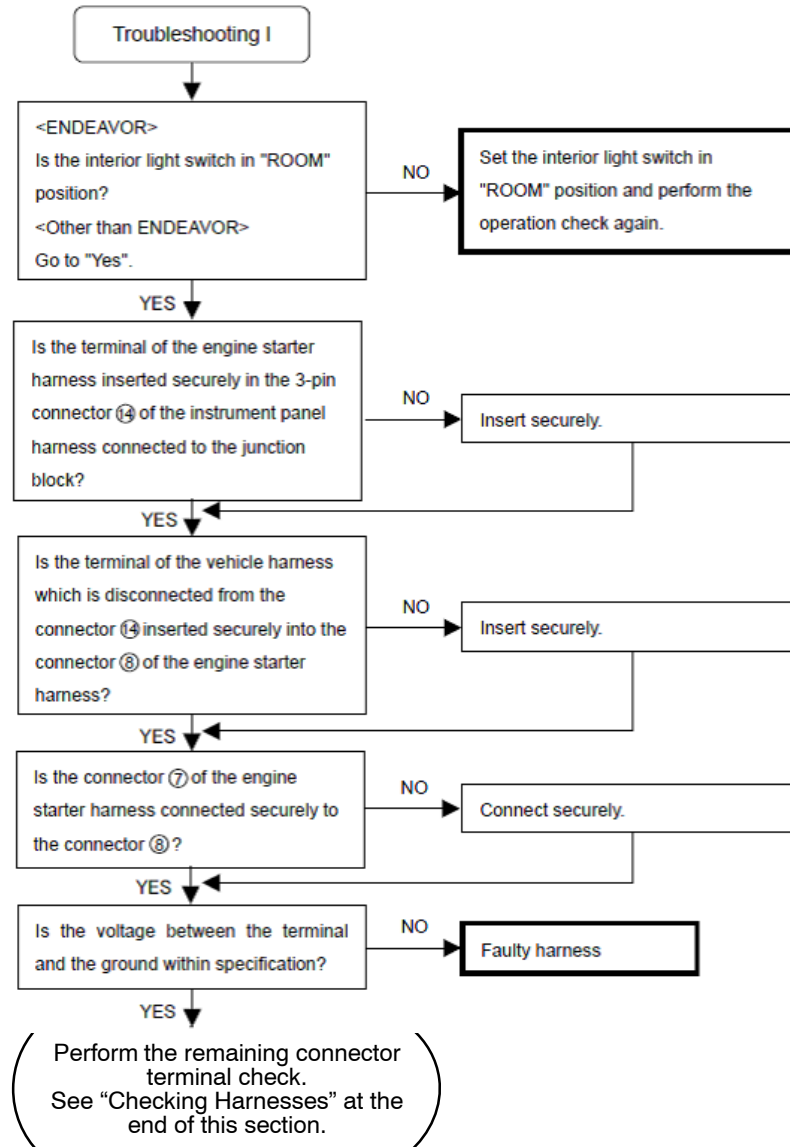 Troubleshooting I
<ENDEAVOR>
Is the interior light switch in "ROOM"
position?
<Other than ENDEAVOR>
Go to "Yes".
NO
Set the interior light switch in
"ROOM" position and perform the
operation check again.
YES
Is the terminal of the engine starter
harness inserted securely in the 3-pin
connector ⑭ of the instrument panel
harness connected to the junction
block?
NO
Insert securely.
YES
Is the terminal of the vehicle harness
which is disconnected from the
connector ⑭ inserted securely into the
connector ⑧ of the engine starter
harness?
NO
Insert securely.
YES
Is the connector ⑦ of the engine
starter harness connected securely to
the connector ⑧?
NO
Connect securely.
YES
Is the voltage between the terminal
and the ground within specification?
NO
Faulty harness
YES
Perform the remaining connector
terminal check.
See “Checking Harnesses” at the
end of this section.